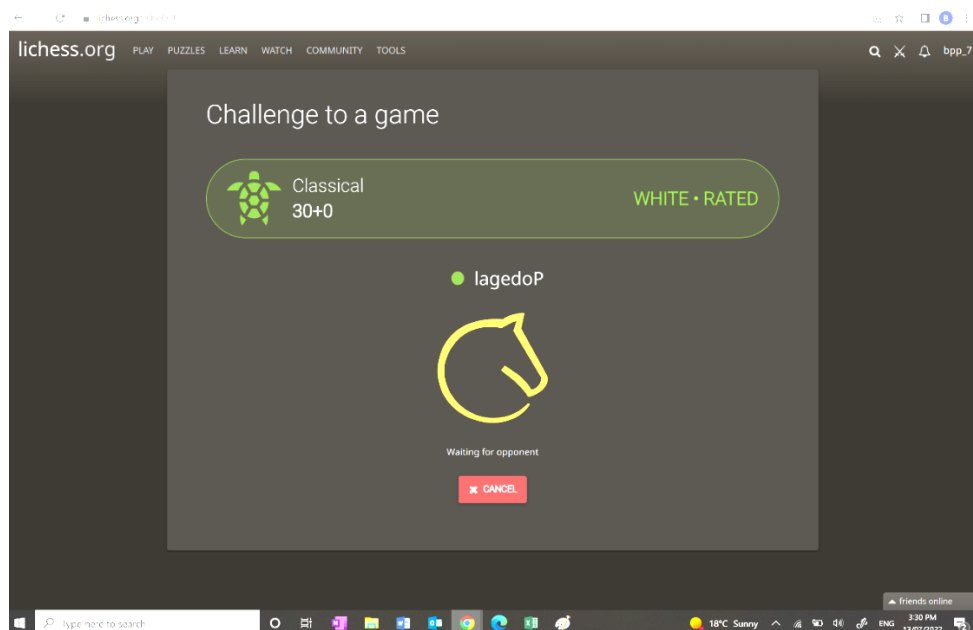 lichess.org PLAY PUZZLES LEARN WATCH COMMUNITY TOOLS bpp_7
Challenge to a game
Classical
30+0
WHITE • RATED
lagedoP
Waiting for opponent
✖ CANCEL
friends online
Type here to search
18°C Sunny ENG
3:30 PM